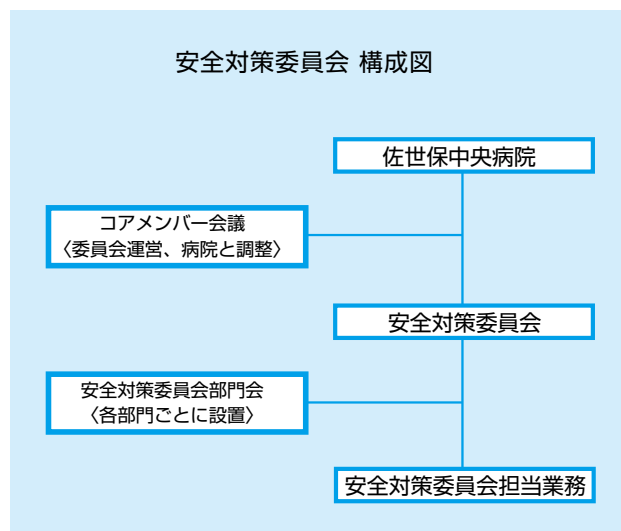 安全対策委員会 構成図
佐世保中央病院
コアメンバー会議
〈委員会運営、病院と調整〉
安全対策委員会
安全対策委員会部門会
〈各部門ごとに設置〉
安全対策委員会担当業務